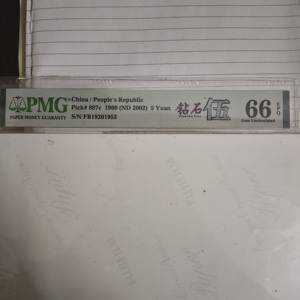 PMG
PAPER MONEY GUARANTY
China / People's Republic
Pick# 897c 1999 (ND 2002) 5 Yuan
S/N FB19201953
钻石 伍
66 EPQ
Gem Uncirculated